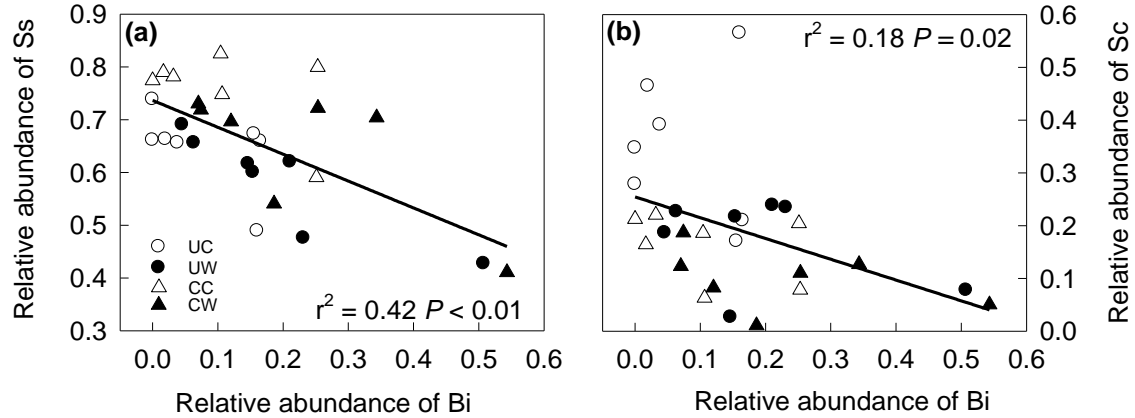 Relative abundance of Ss
0.9
0.8
0.7
0.6
0.5
0.4
0.3
(a)
UC
UW
CC
CW
r² = 0.42 P < 0.01
0.0 0.1 0.2 0.3 0.4 0.5 0.6
Relative abundance of Bi
(b)
r² = 0.18 P = 0.02
0.6
0.5
0.4
0.3
0.2
0.1
0.0
Relative abundance of Sc
0.0 0.1 0.2 0.3 0.4 0.5 0.6
Relative abundance of Bi